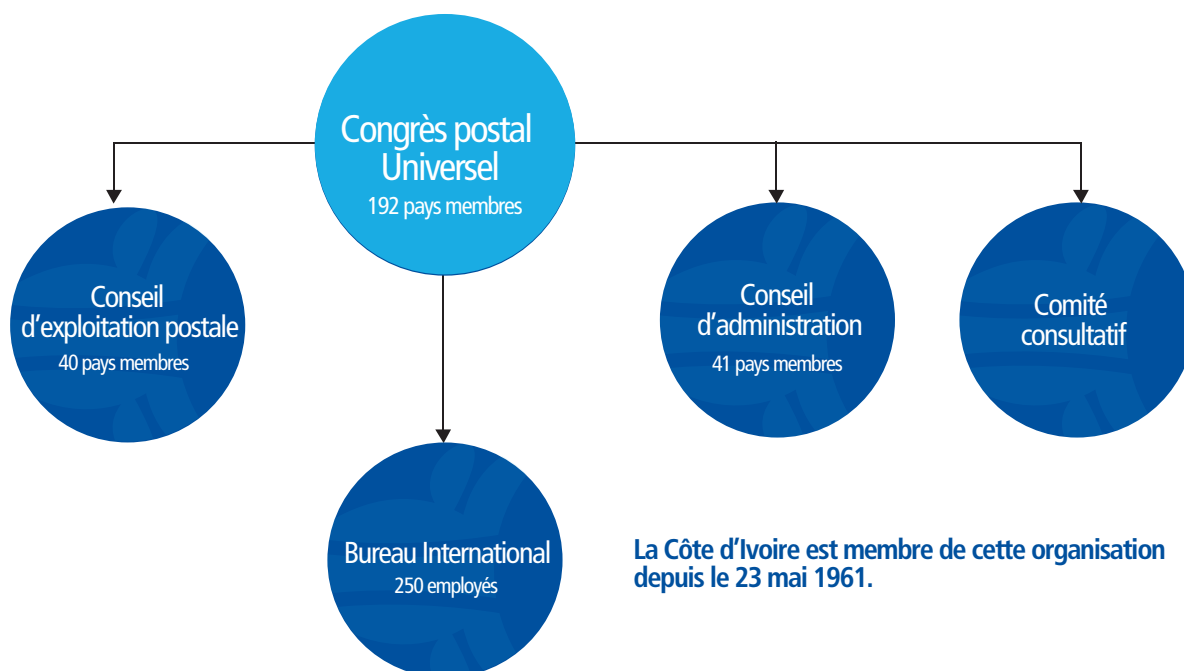 Congrès postal
Universel
192 pays membres
Conseil
d'exploitation postale
40 pays membres
Conseil
d'administration
41 pays membres
Comité
consultatif
Bureau International
250 employés
La Côte d'Ivoire est membre de cette organisation
depuis le 23 mai 1961.